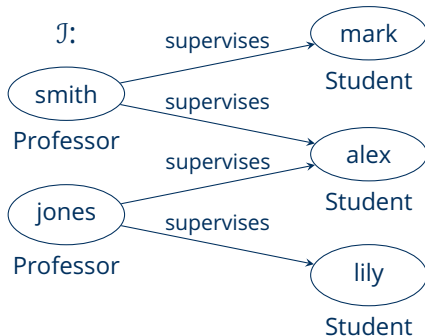 ℐ:
supervises
mark
Student
smith
Professor
supervises
alex
Student
supervises
jones
Professor
supervises
lily
Student